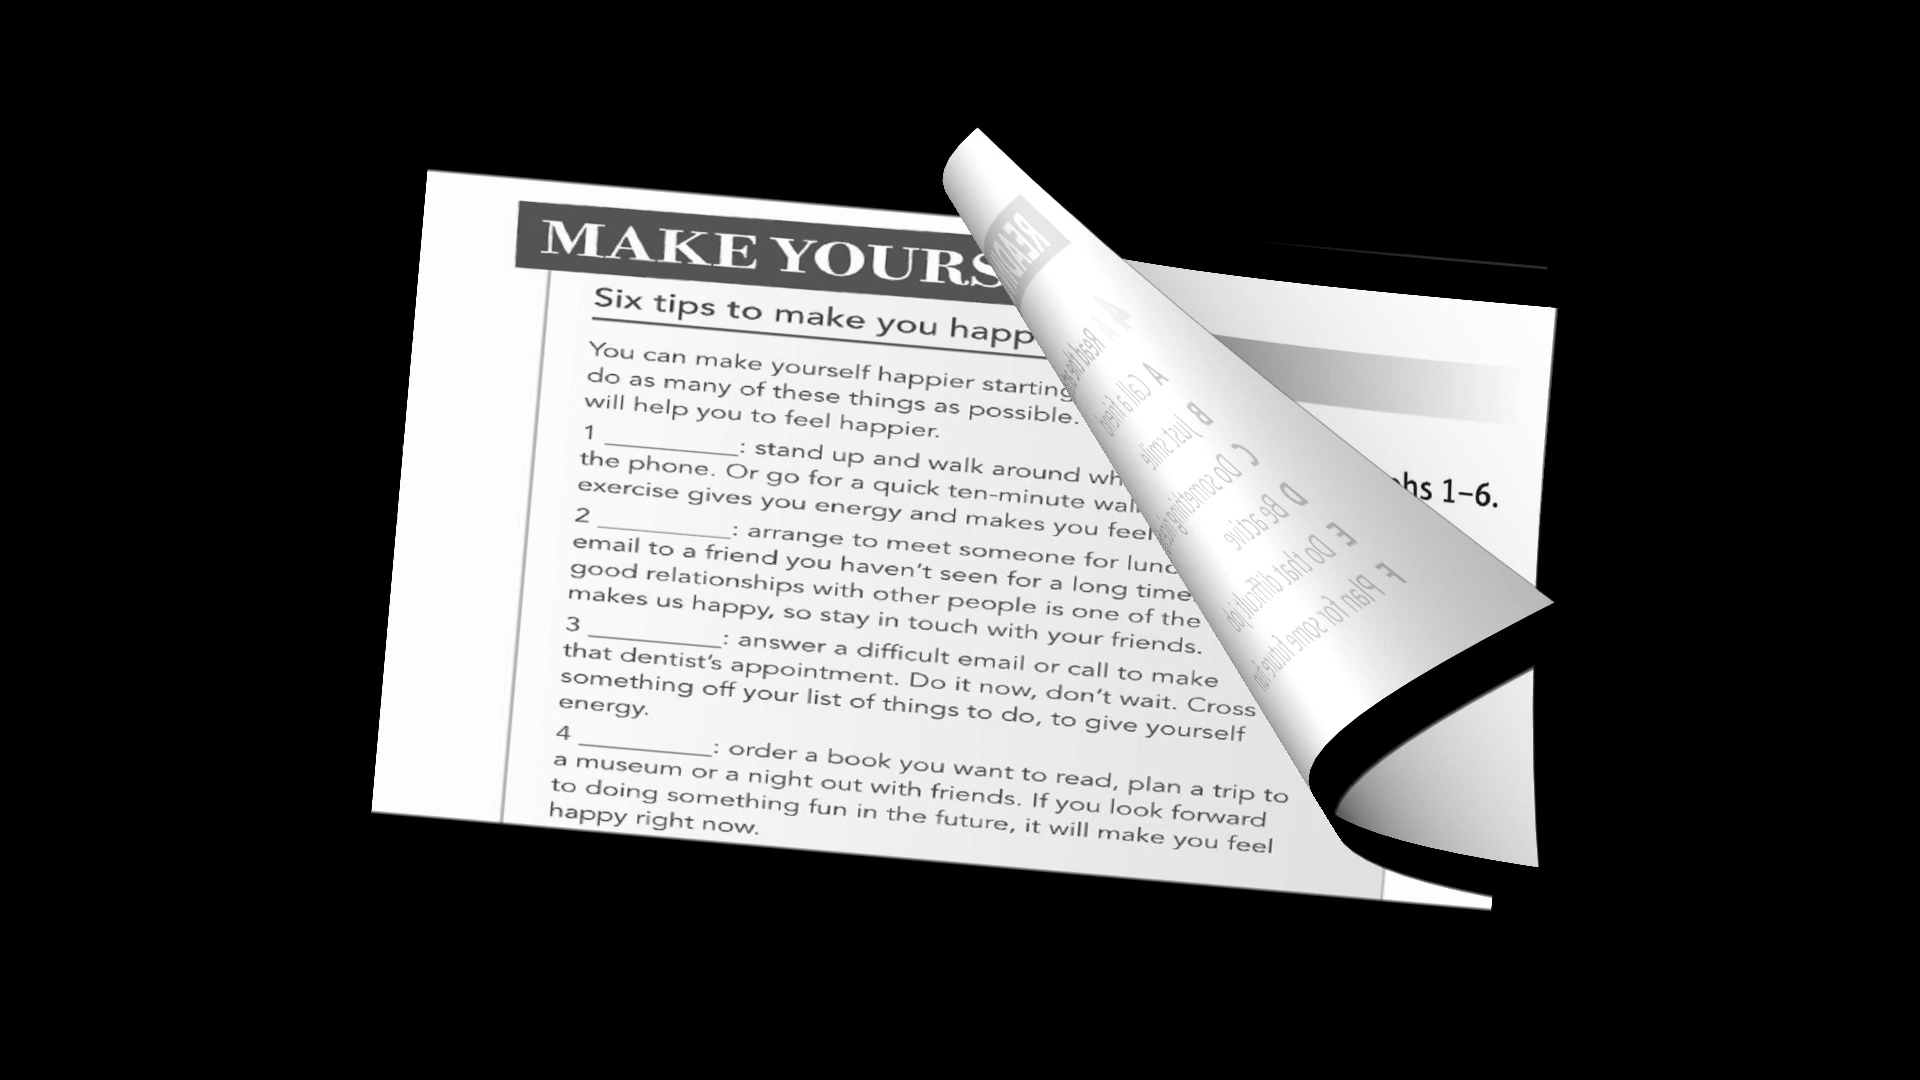 MAKE YOURS
Six tips to make you happ
You can make yourself happier starting
do as many of these things as possible.
will help you to feel happier.
1 __________: stand up and walk around wh
the phone. Or go for a quick ten-minute wal
exercise gives you energy and makes you feel
2 __________: arrange to meet someone for lunc
email to a friend you haven't seen for a long time.
good relationships with other people is one of the
makes us happy, so stay in touch with your friends.
3 __________: answer a difficult email or call to make
that dentist's appointment. Do it now, don't wait. Cross
something off your list of things to do, to give yourself
energy.
4 __________: order a book you want to read, plan a trip to
a museum or a night out with friends. If you look forward
to doing something fun in the future, it will make you feel
happy right now.
READ
4 A Read the
A Call a friend
B Just smile
C Do something
D Be active
E Do that difficult job
F Plan for some future
hs 1–6.